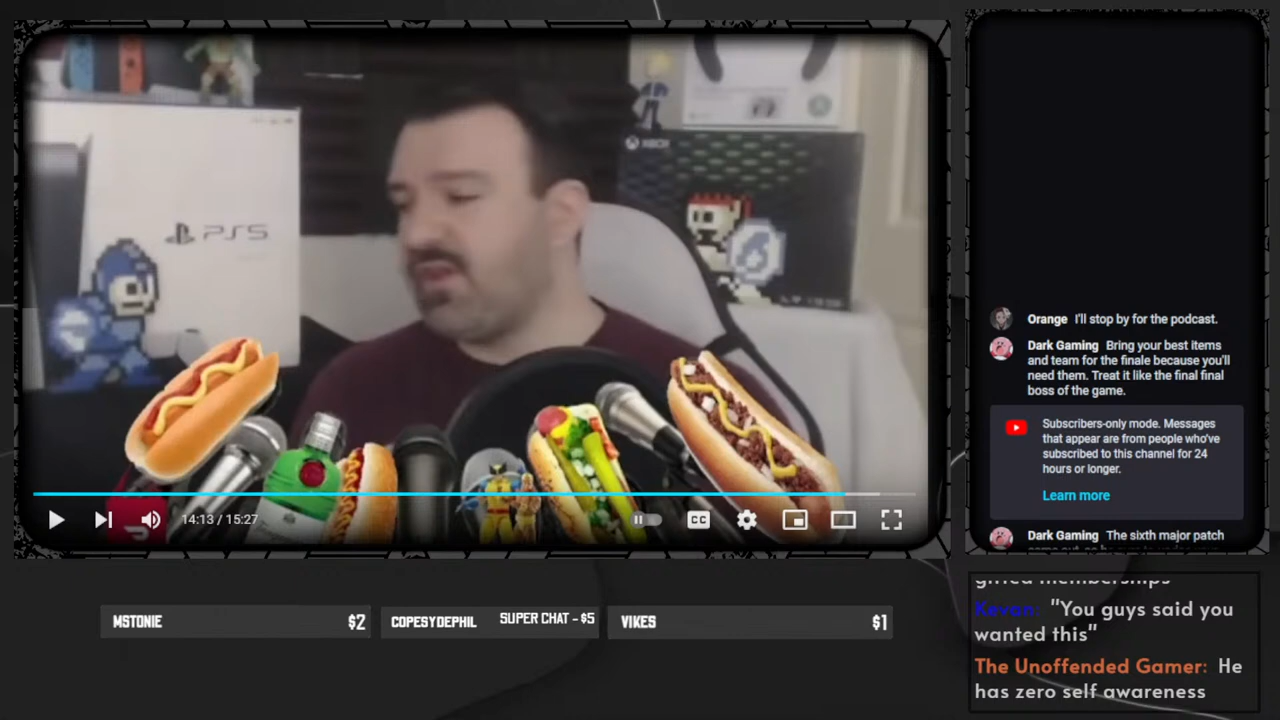 XBOX
PS5
14:13 / 15:27
CC
Orange I'll stop by for the podcast.
Dark Gaming Bring your best items
and team for the finale because you'll
need them. Treat it like the final final
boss of the game.
Subscribers-only mode. Messages
that appear are from people who've
subscribed to this channel for 24
hours or longer.
Learn more
Dark Gaming The sixth major patch
MSTONIE $2
COPESYDEPHIL SUPER CHAT - $5
VIKES $1
gifted memberships
Kevan: "You guys said you
wanted this"
The Unoffended Gamer: He
has zero self awareness